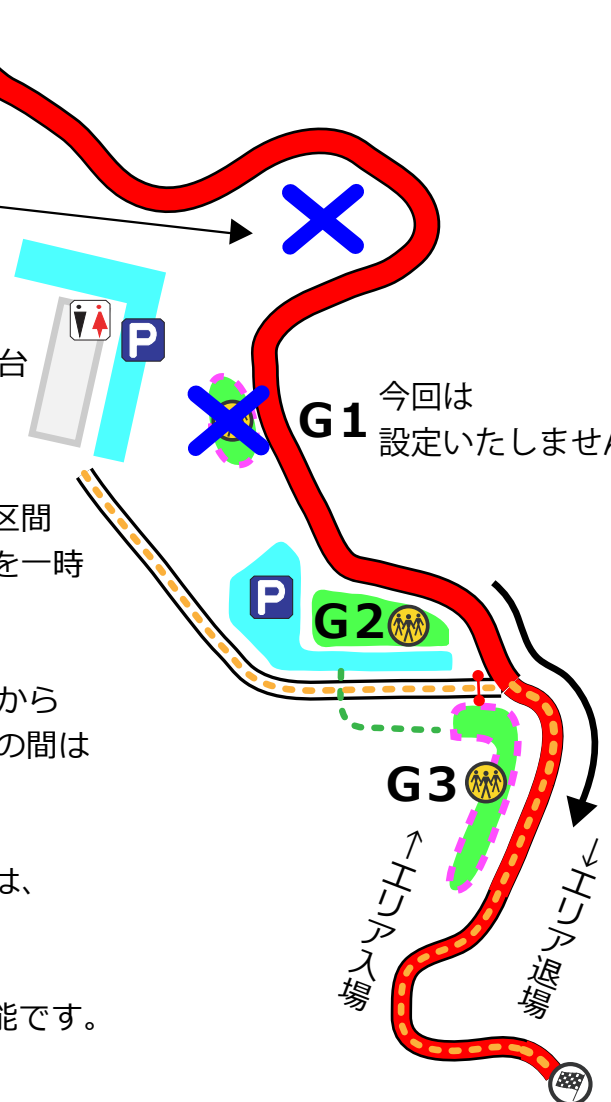 台
P
G1
今回は
設定いたしません
区間
を一時
P
G2
から
の間は
G3
は、
↑エリア入場
↓エリア退場
能です。